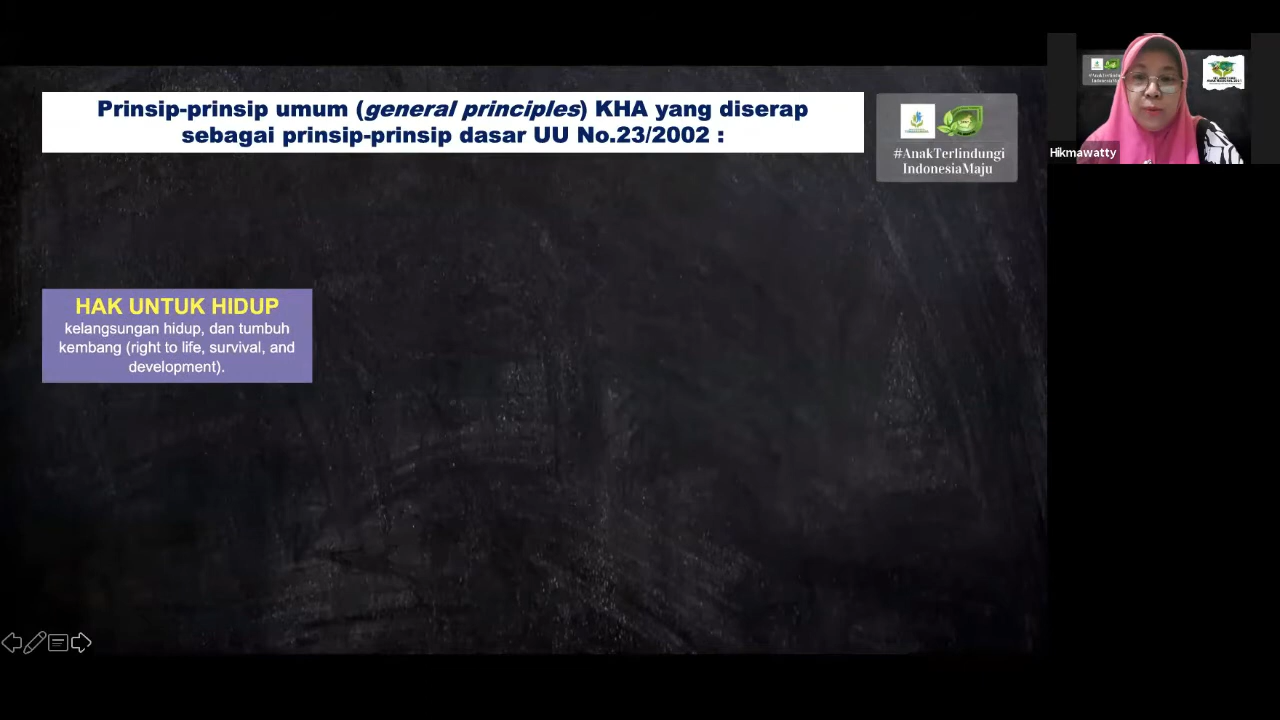 Prinsip-prinsip umum (general principles) KHA yang diserap
sebagai prinsip-prinsip dasar UU No.23/2002 :
#AnakTerlindungi
IndonesiaMaju
Hikmawatty
HAK UNTUK HIDUP
kelangsungan hidup, dan tumbuh
kembang (right to life, survival, and
development).